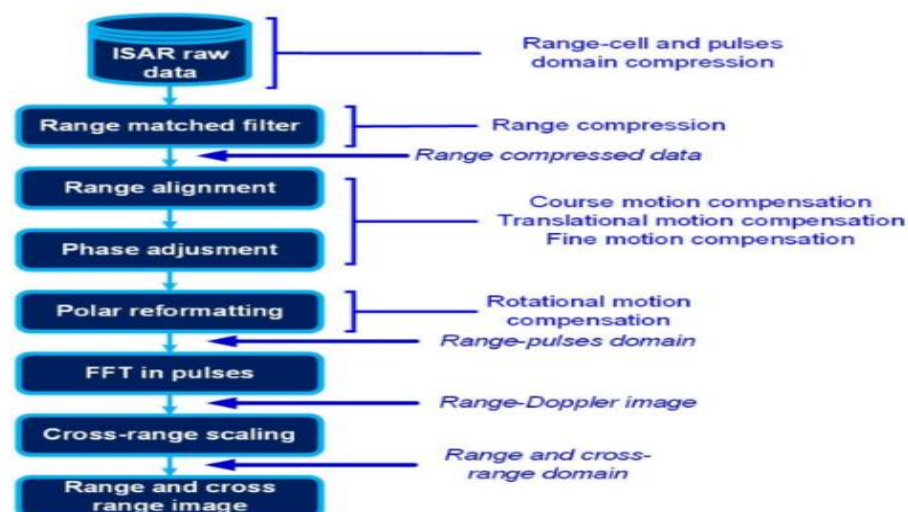 ISAR raw
data
Range-cell and pulses
domain compression
Range matched filter
Range compression
Range compressed data
Range alignment
Course motion compensation
Translational motion compensation
Fine motion compensation
Phase adjusment
Polar reformatting
Rotational motion
compensation
Range-pulses domain
FFT in pulses
Range-Doppler image
Cross-range scaling
Range and cross-
range domain
Range and cross
range image